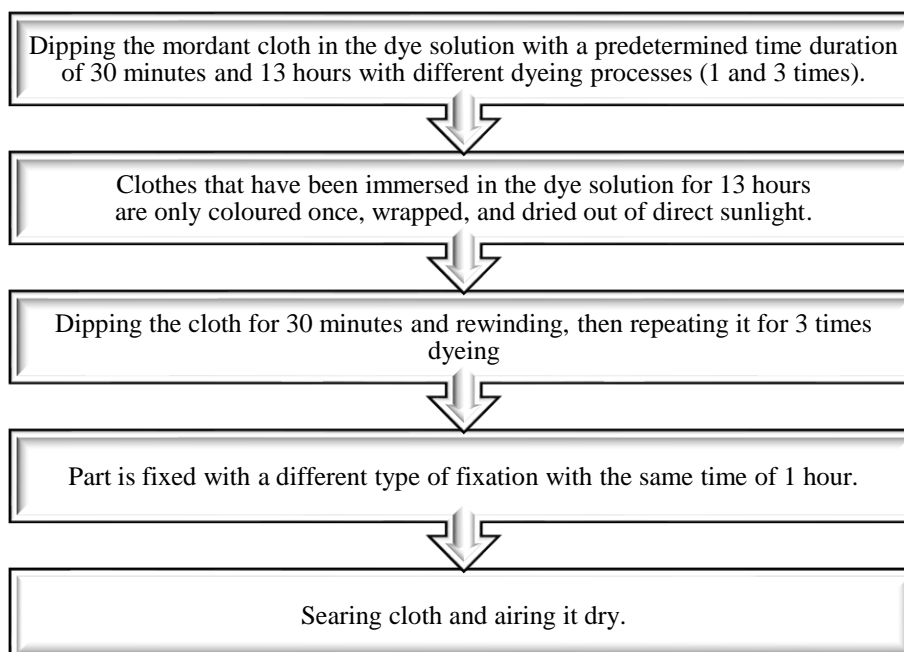 Dipping the mordant cloth in the dye solution with a predetermined time duration
of 30 minutes and 13 hours with different dyeing processes (1 and 3 times).
Clothes that have been immersed in the dye solution for 13 hours
are only coloured once, wrapped, and dried out of direct sunlight.
Dipping the cloth for 30 minutes and rewinding, then repeating it for 3 times
dyeing
Part is fixed with a different type of fixation with the same time of 1 hour.
Searing cloth and airing it dry.